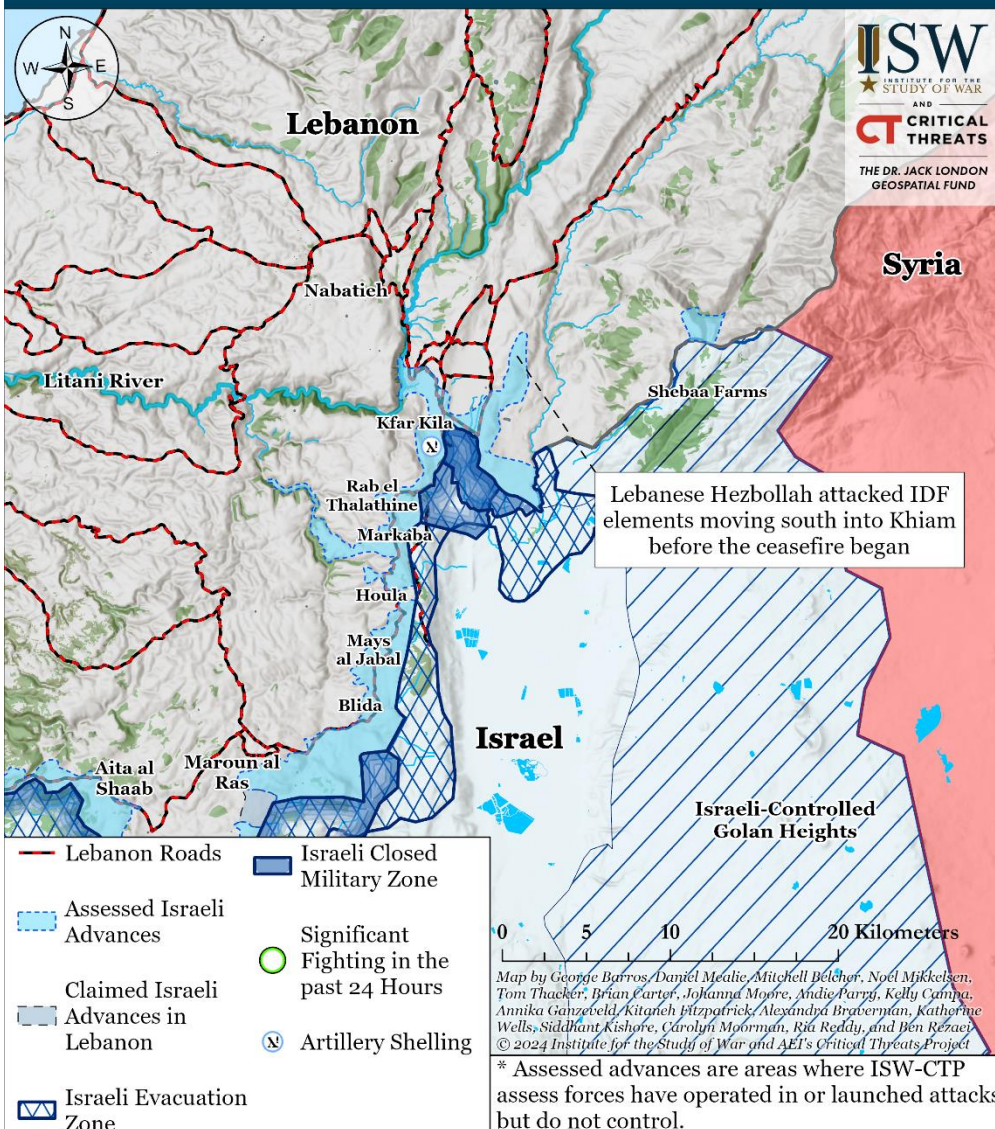 N
W E
S
ISW
INSTITUTE FOR THE
STUDY OF WAR
AND
CT CRITICAL
THREATS
THE DR. JACK LONDON
GEOSPATIAL FUND
Lebanon
Syria
Nabatieh
Litani River
Shebaa Farms
Kfar Kila
Rab el
Thalathine
Markaba
Lebanese Hezbollah attacked IDF
elements moving south into Khiam
before the ceasefire began
Houla
Mays
al Jabal
Blida
Israel
Aita al
Shaab
Maroun al
Ras
Israeli-Controlled
Golan Heights
Lebanon Roads
Assessed Israeli
Advances
Claimed Israeli
Advances in
Lebanon
Israeli Evacuation
Zone
Israeli Closed
Military Zone
Significant
Fighting in the
past 24 Hours
Artillery Shelling
0 5 10 20 Kilometers
Map by George Barros, Daniel Mealie, Mitchell Belcher, Noel Mikkelsen,
Tom Thacker, Brian Carter, Johanna Moore, Andie Parry, Kelly Campa,
Annika Ganzeveld, Kitaneh Fitzpatrick, Alexandra Braverman, Katherine
Wells, Siddhant Kishore, Carolyn Moorman, Ria Reddy, and Ben Rezaei
© 2024 Institute for the Study of War and AEI's Critical Threats Project
* Assessed advances are areas where ISW-CTP
assess forces have operated in or launched attacks
but do not control.